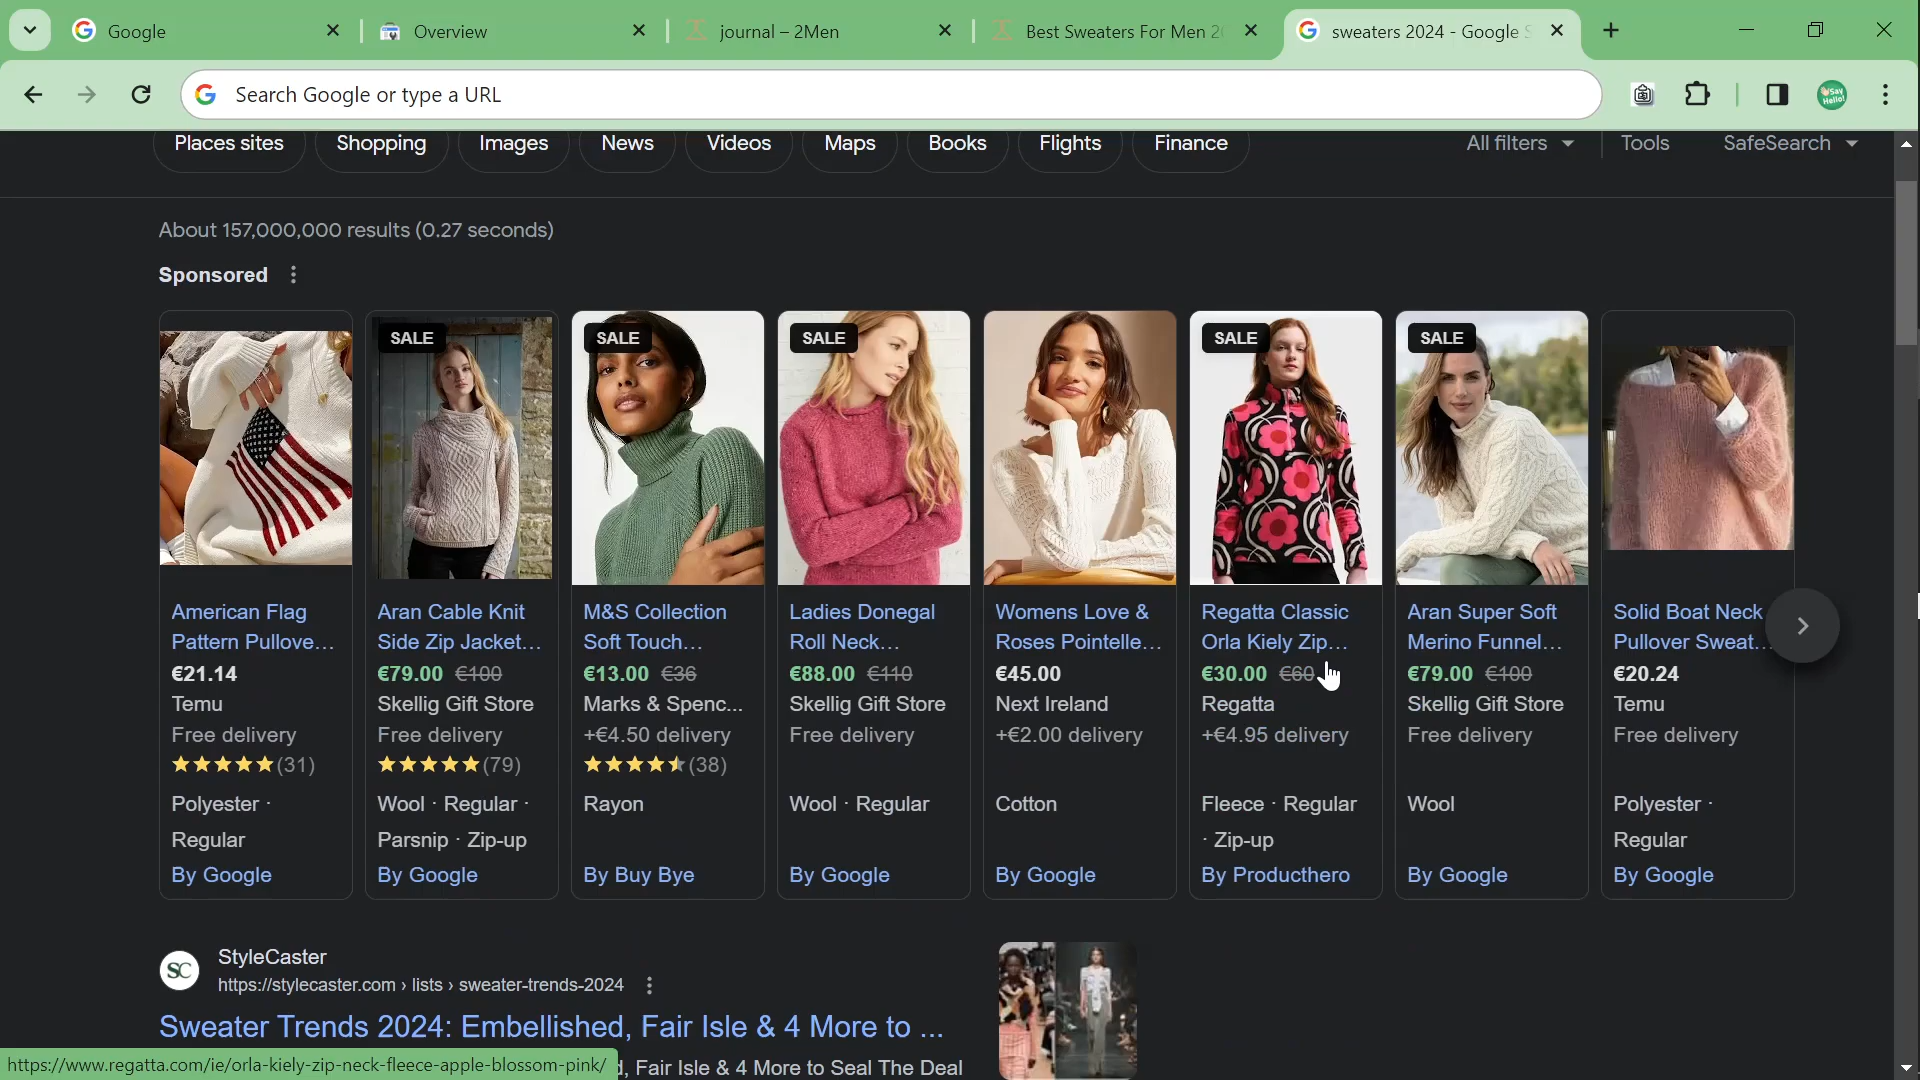 Google
Overview
journal – 2Men
Best Sweaters For Men 2
sweaters 2024 - Google S
Search Google or type a URL
Say Hello!
Places sites Shopping Images News Videos Maps Books Flights Finance All filters Tools SafeSearch
About 157,000,000 results (0.27 seconds)
Sponsored
SALE SALE SALE SALE SALE
American Flag
Pattern Pullove...
€21.14
Temu
Free delivery
(31)
Polyester ·
Regular
By Google
Aran Cable Knit
Side Zip Jacket...
€79.00 €100
Skellig Gift Store
Free delivery
(79)
Wool · Regular ·
Parsnip · Zip-up
By Google
M&S Collection
Soft Touch...
€13.00 €36
Marks & Spenc...
+€4.50 delivery
(38)
Rayon
By Buy Bye
Ladies Donegal
Roll Neck...
€88.00 €110
Skellig Gift Store
Free delivery
Wool · Regular
By Google
Womens Love &
Roses Pointelle...
€45.00
Next Ireland
+€2.00 delivery
Cotton
By Google
Regatta Classic
Orla Kiely Zip...
€30.00 €60
Regatta
+€4.95 delivery
Fleece · Regular
· Zip-up
By Producthero
Aran Super Soft
Merino Funnel...
€79.00 €100
Skellig Gift Store
Free delivery
Wool
By Google
Solid Boat Neck
Pullover Sweat...
€20.24
Temu
Free delivery
Polyester ·
Regular
By Google
SC
StyleCaster
https://stylecaster.com › lists › sweater-trends-2024
Sweater Trends 2024: Embellished, Fair Isle & 4 More to ...
d, Fair Isle & 4 More to Seal The Deal
https://www.regatta.com/ie/orla-kiely-zip-neck-fleece-apple-blossom-pink/